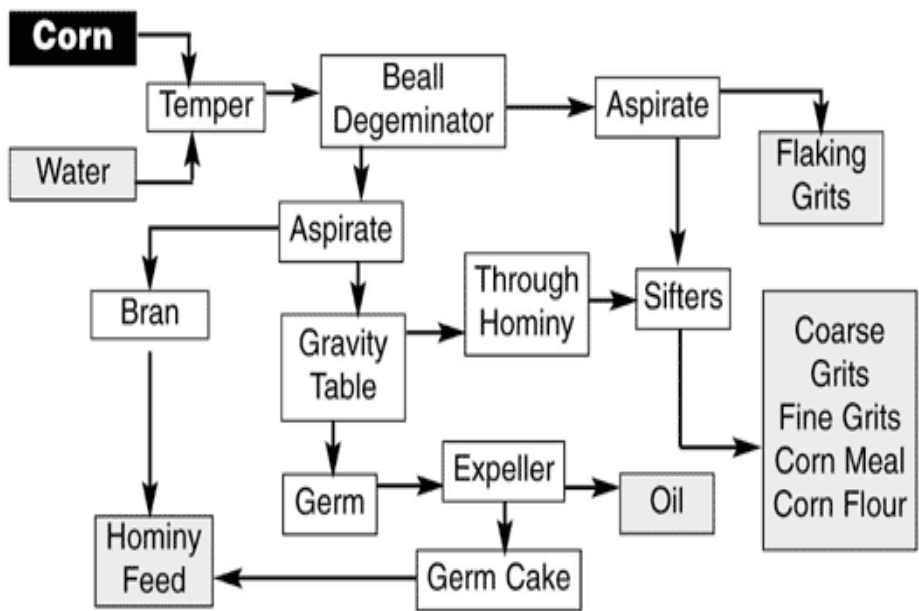 Corn
Temper
Water
Beall
Degeminator
Aspirate
Flaking
Grits
Aspirate
Bran
Gravity
Table
Through
Hominy
Sifters
Coarse
Grits
Fine Grits
Corn Meal
Corn Flour
Germ
Expeller
Oil
Hominy
Feed
Germ Cake